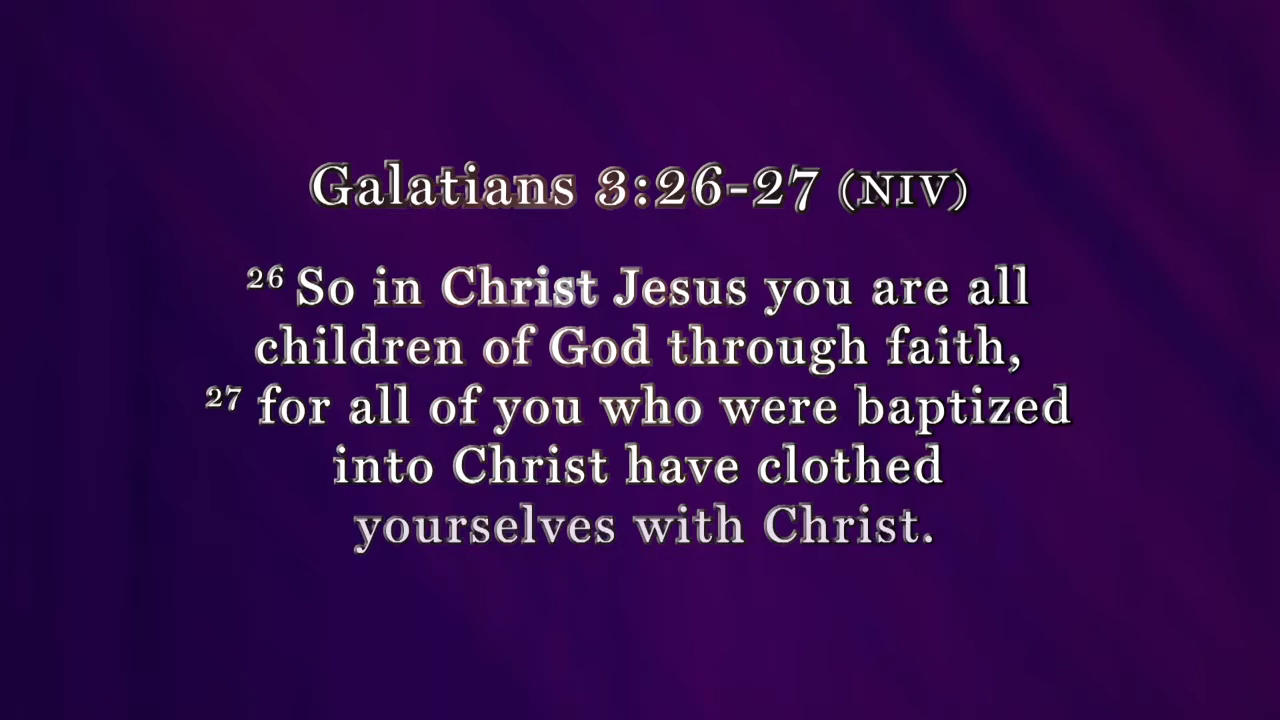 Galatians 3:26-27 (NIV)
26 So in Christ Jesus you are all
children of God through faith,
27 for all of you who were baptized
into Christ have clothed
yourselves with Christ.